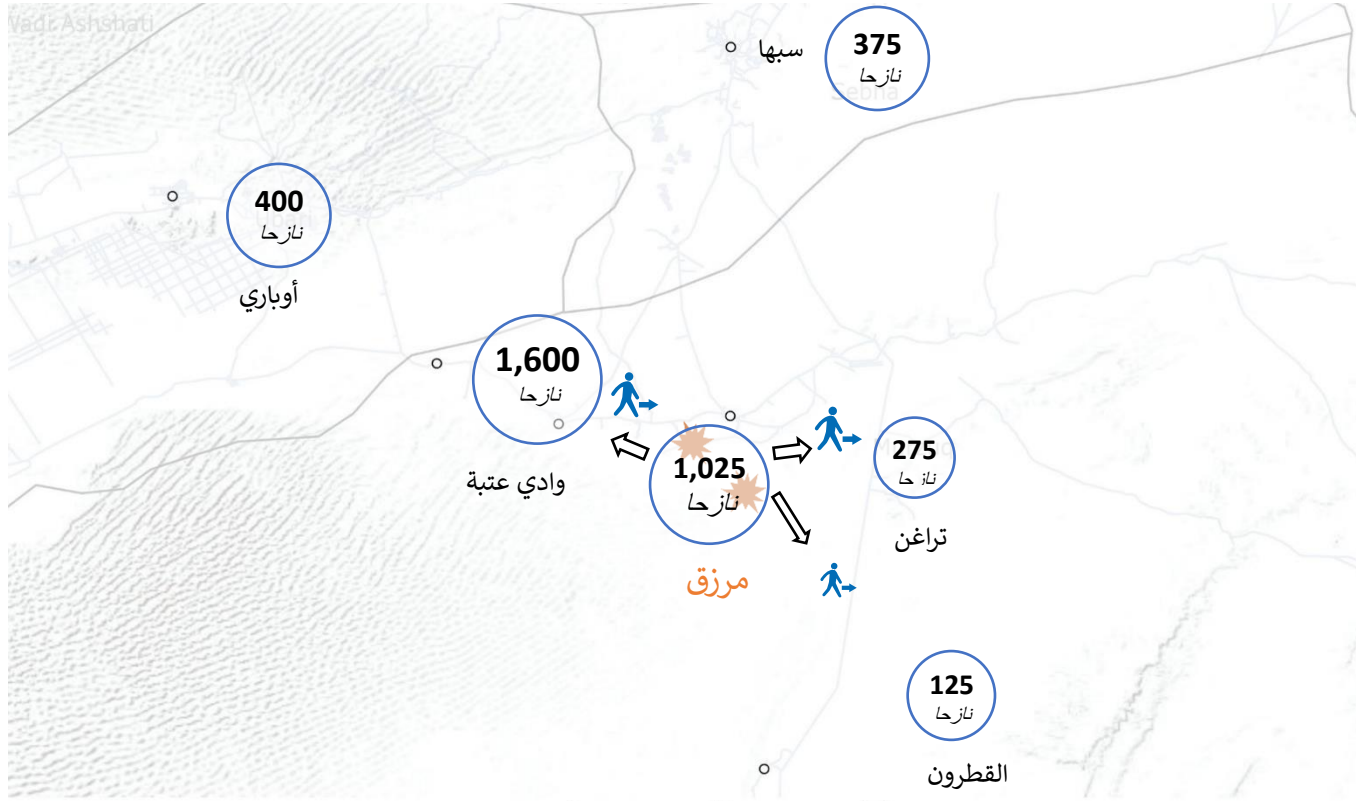 Wadi Ashshati
سبها
375
نازحا
Sebha
400
نازحا
Ubari
أوباري
1,600
نازحا
وادي عتبة
1,025
نازحا
مرزق
275
نازحا
تراغن
125
نازحا
القطرون